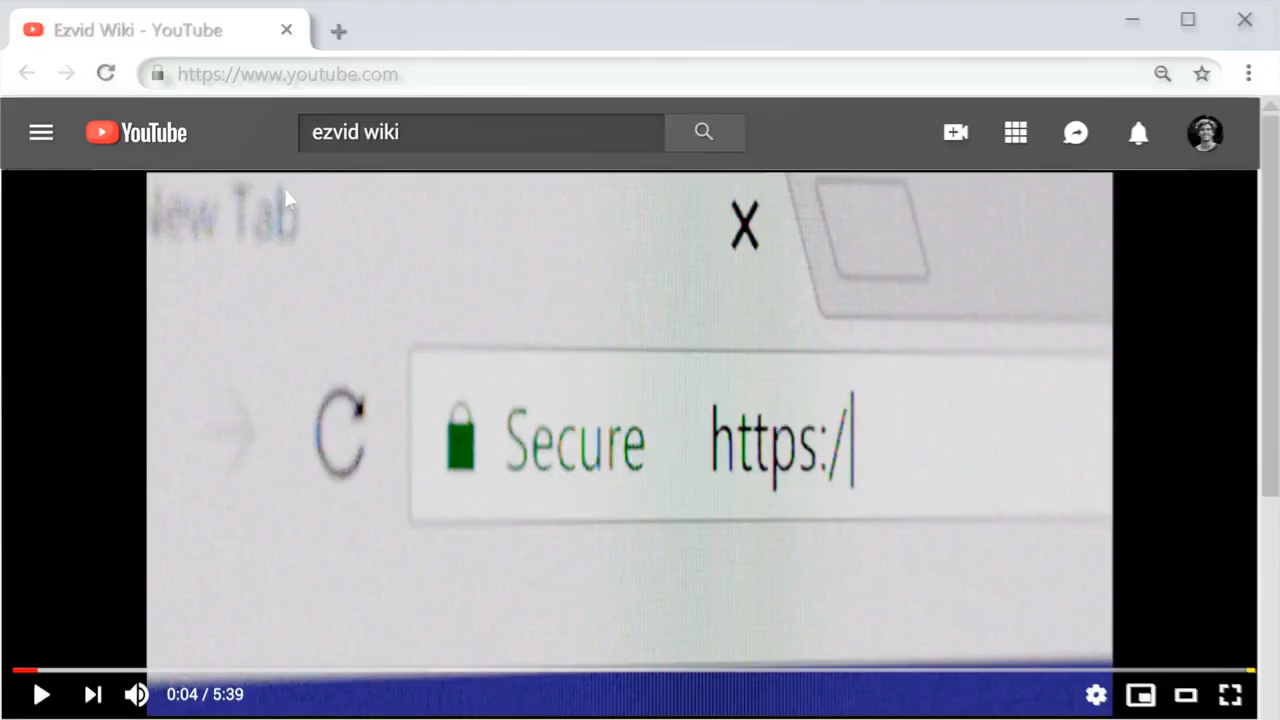 Ezvid Wiki - YouTube
https://www.youtube.com
YouTube
ezvid wiki
New Tab
X
Secure https:/
0:04 / 5:39